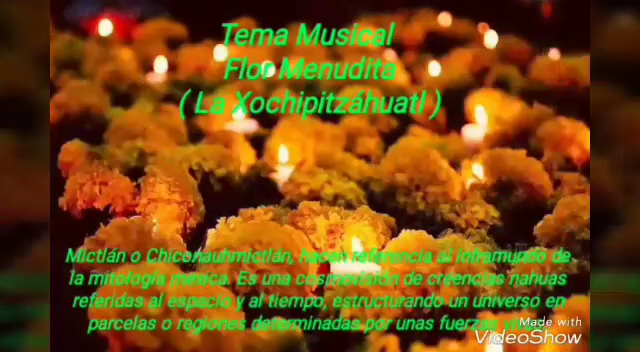 Tema Musical
Flor Menudita
( La Xochipitzáhuatl )
Mictlán o Chiconauhmictlán, hacen referencia al inframundo de
la mitología mexica. Es una cosmovisión de creencias nahuas
referidas al espacio y al tiempo, estructurando un universo en
parcelas o regiones determinadas por unas fuerzas
Made with
VideoShow